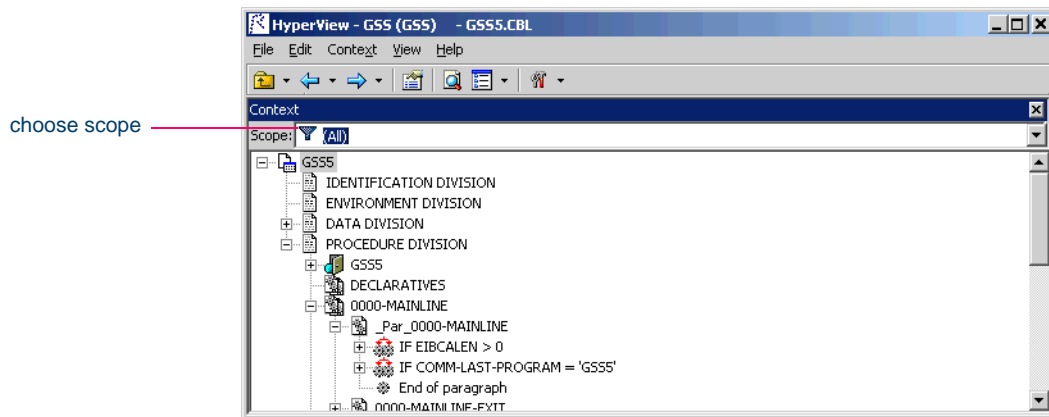 HyperView - GSS (GSS) - GSS5.CBL
File Edit Context View Help
Context
choose scope
Scope: (All)
GSS5
IDENTIFICATION DIVISION
ENVIRONMENT DIVISION
DATA DIVISION
PROCEDURE DIVISION
GSS5
DECLARATIVES
0000-MAINLINE
_Par_0000-MAINLINE
IF EIBCALEN > 0
IF COMM-LAST-PROGRAM = 'GSS5'
End of paragraph
0000-MAINLINE-EXIT